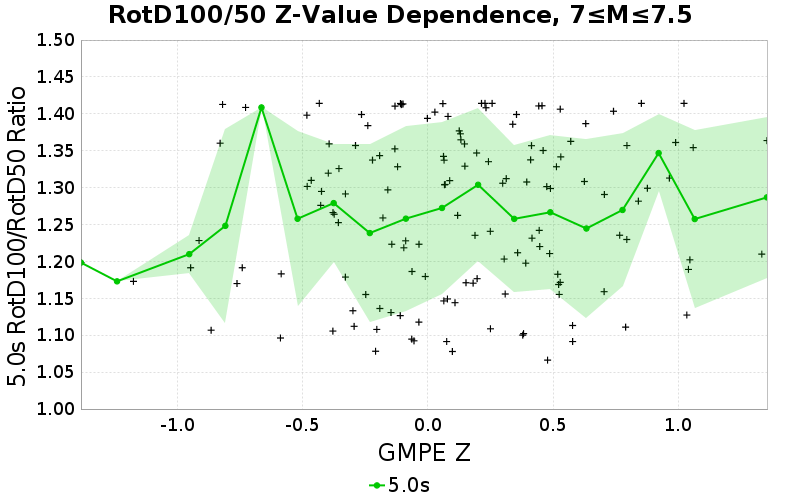 RotD100/50 Z-Value Dependence, 7≤M≤7.5
5.0s RotD100/RotD50 Ratio
1.50
1.45
1.40
1.35
1.30
1.25
1.20
1.15
1.10
1.05
1.00
-1.0 -0.5 0.0 0.5 1.0
GMPE Z
5.0s